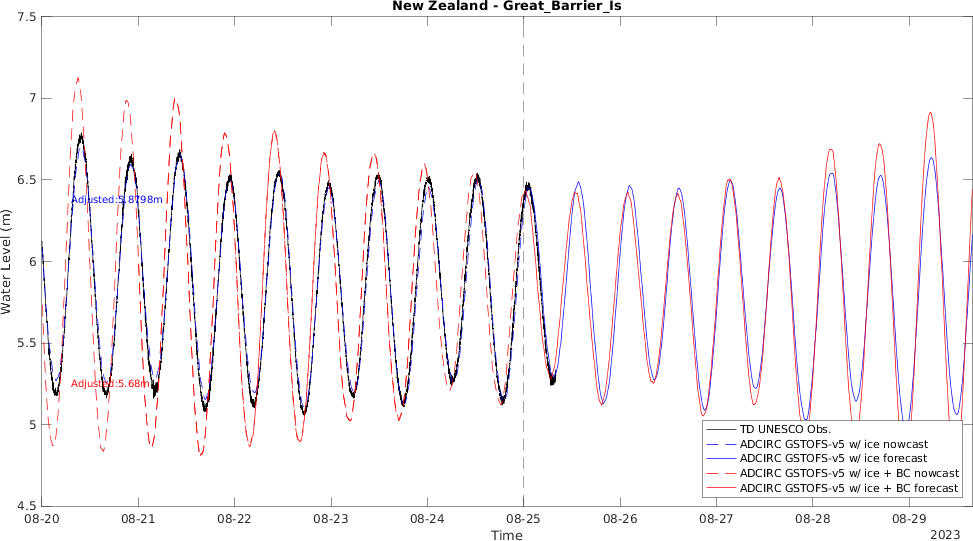 New Zealand - Great_Barrier_Is
7.5
7
6.5
6
5.5
5
4.5
Water Level (m)
Adjusted:5.8798m
Adjusted:5.68m
TD UNESCO Obs.
ADCIRC GSTOFS-v5 w/ ice nowcast
ADCIRC GSTOFS-v5 w/ ice forecast
ADCIRC GSTOFS-v5 w/ ice + BC nowcast
ADCIRC GSTOFS-v5 w/ ice + BC forecast
08-20 08-21 08-22 08-23 08-24 08-25 08-26 08-27 08-28 08-29
Time
2023